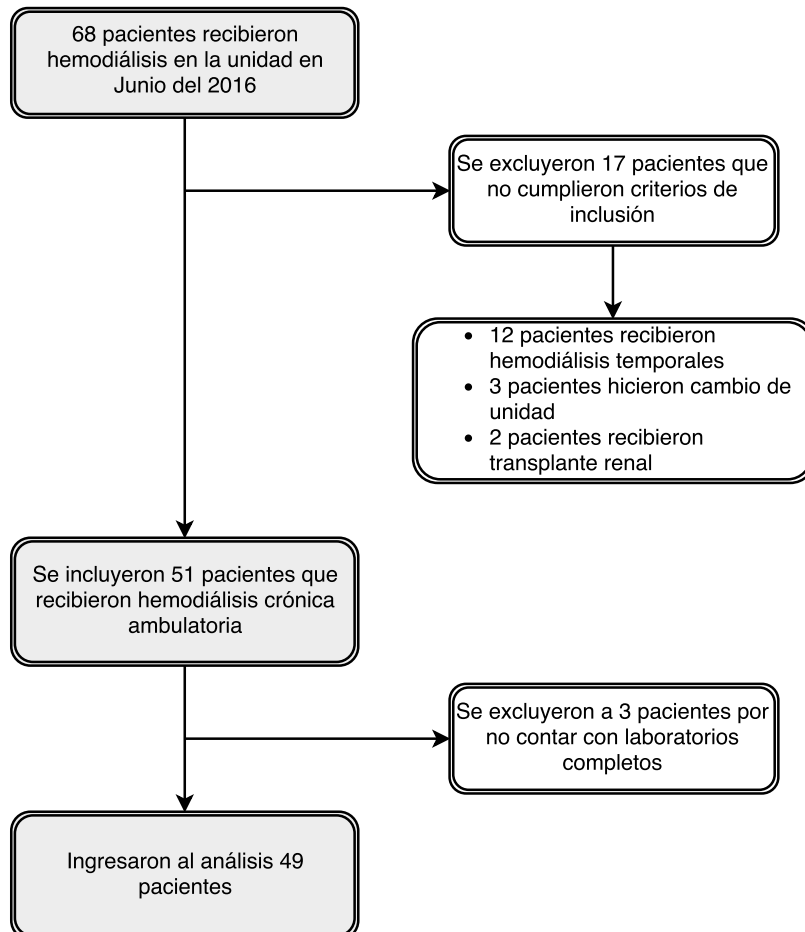 68 pacientes recibieron
hemodiálisis en la unidad en
Junio del 2016
Se excluyeron 17 pacientes que
no cumplieron criterios de
inclusión
• 12 pacientes recibieron
hemodiálisis temporales
• 3 pacientes hicieron cambio de
unidad
• 2 pacientes recibieron
transplante renal
Se incluyeron 51 pacientes que
recibieron hemodiálisis crónica
ambulatoria
Se excluyeron a 3 pacientes por
no contar con laboratorios
completos
Ingresaron al análisis 49
pacientes